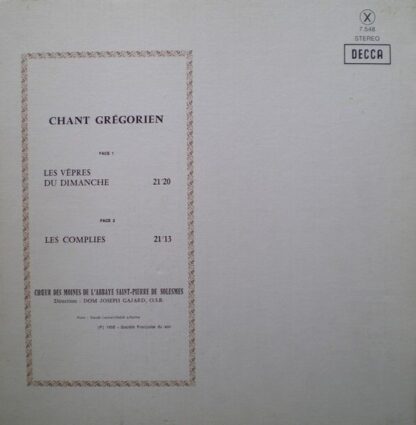 X
7.548
STEREO
DECCA
CHANT GRÉGORIEN
FACE 1
LES VÊPRES
DU DIMANCHE 21'20
FACE 2
LES COMPLIES 21'13
CHŒUR DES MOINES DE L'ABBAYE SAINT-PIERRE DE SOLESMES
Direction : DOM JOSEPH GAJARD, O.S.B.
(P) 1958 - Société Française du son